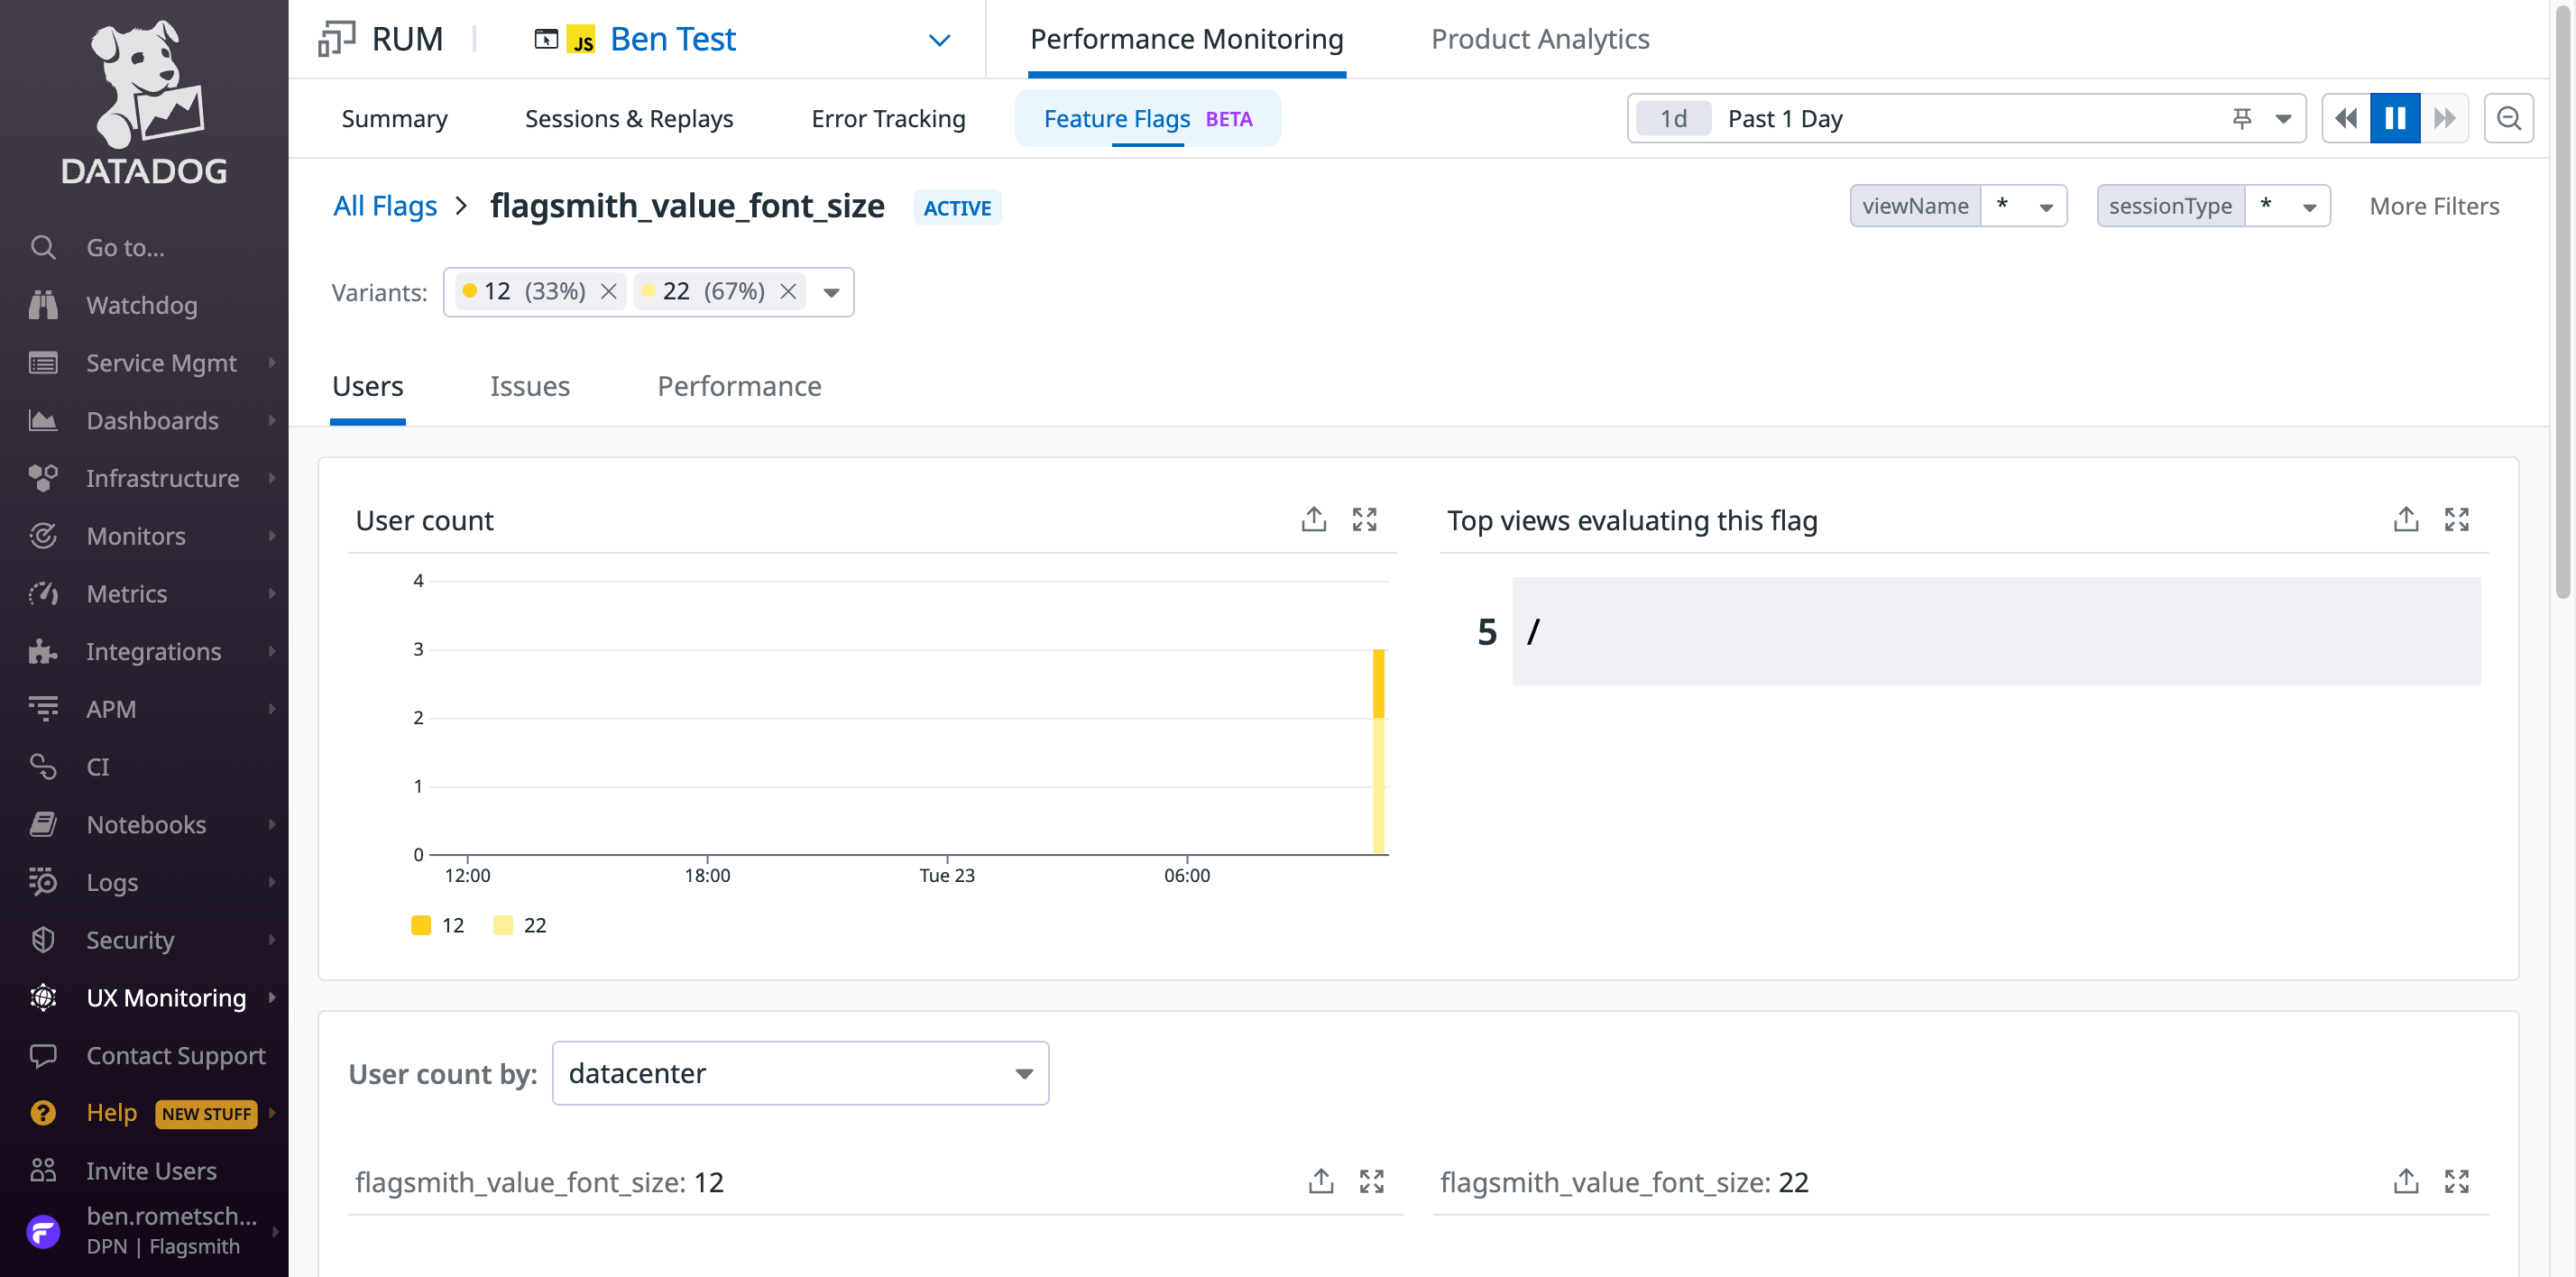 DATADOG
Go to...
Watchdog
Service Mgmt
Dashboards
Infrastructure
Monitors
Metrics
Integrations
APM
CI
Notebooks
Logs
Security
UX Monitoring
Contact Support
Help NEW STUFF
Invite Users
ben.rometsch...
DPN | Flagsmith
RUM JS Ben Test Performance Monitoring Product Analytics
Summary Sessions & Replays Error Tracking Feature Flags BETA 1d Past 1 Day
All Flags > flagsmith_value_font_size ACTIVE viewName * sessionType * More Filters
Variants: 12 (33%) 22 (67%)
Users Issues Performance
User count
4
3
2
1
0
12:00 18:00 Tue 23 06:00
12 22
Top views evaluating this flag
5 /
User count by: datacenter
flagsmith_value_font_size: 12
flagsmith_value_font_size: 22